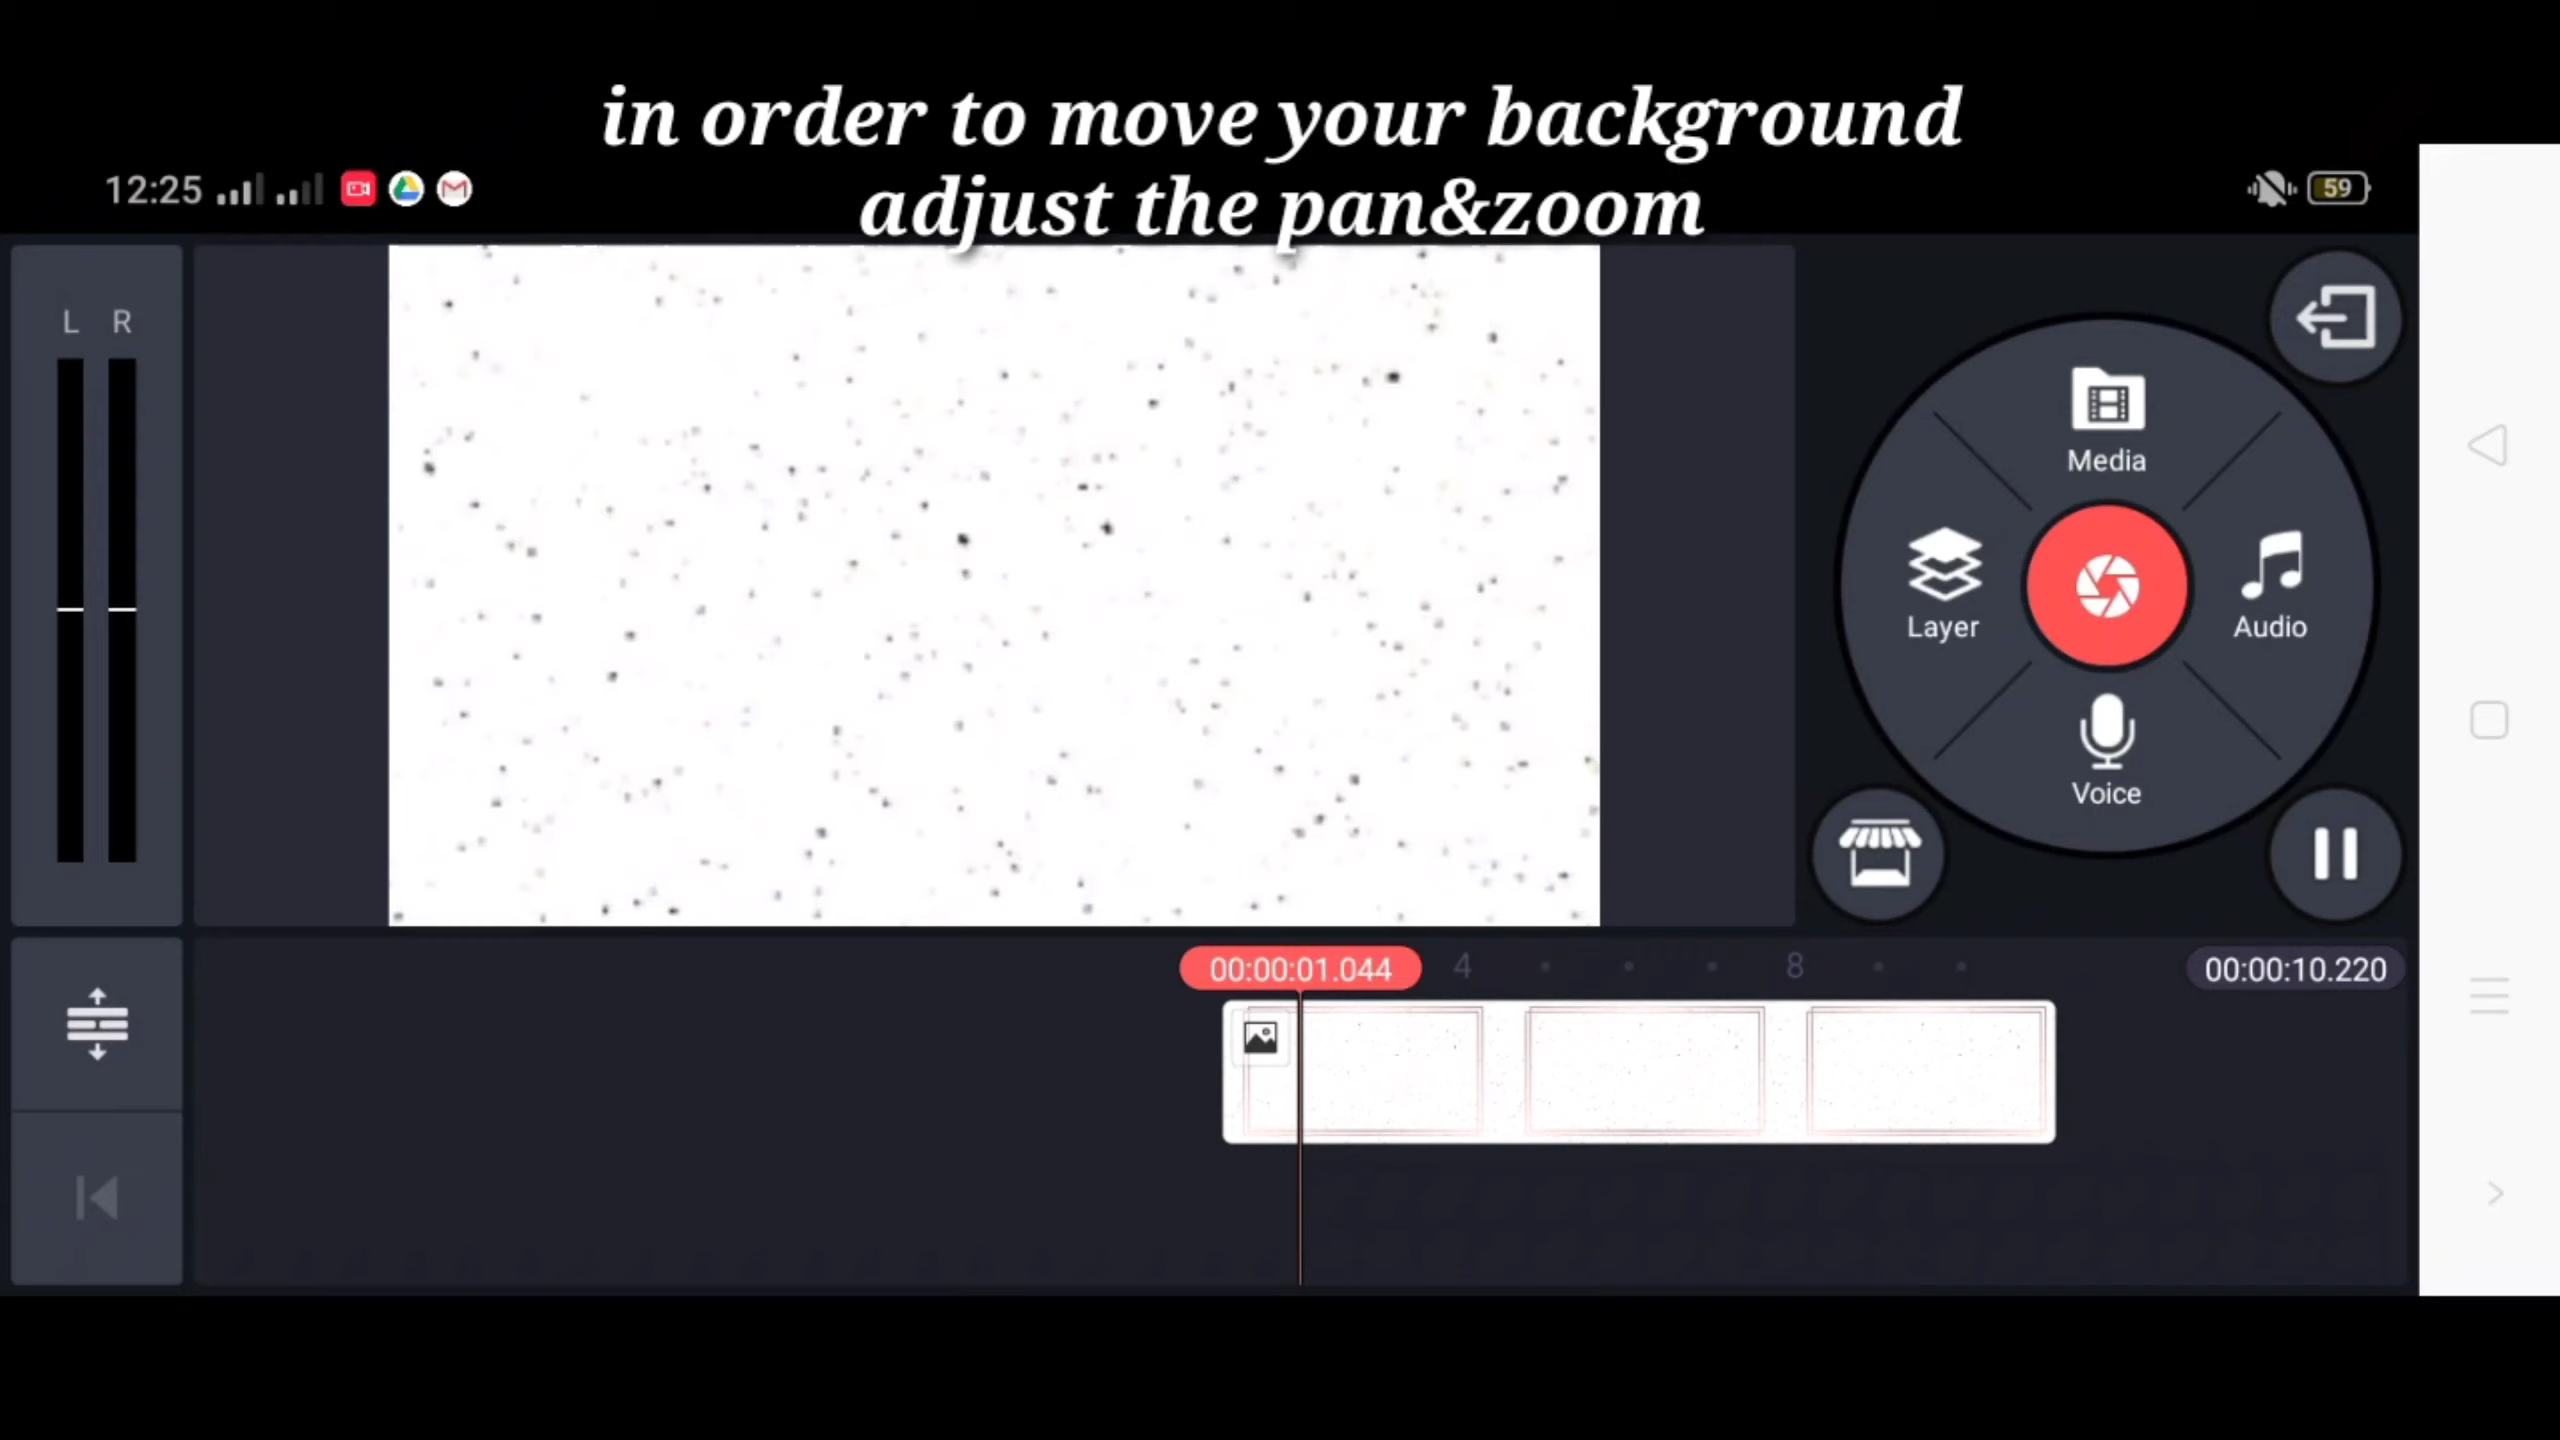 in order to move your background
adjust the pan&zoom
12:25
59
L R
Media
Layer
Audio
Voice
00:00:01.044
4
8
00:00:10.220